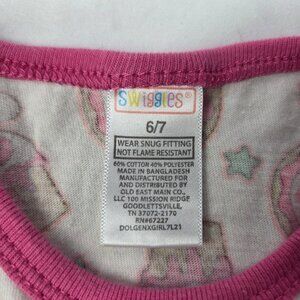 Swiggles®
6/7
WEAR SNUG FITTING
NOT FLAME RESISTANT
60% COTTON 40% POLYESTER
MADE IN BANGLADESH
MANUFACTURED FOR
AND DISTRIBUTED BY
OLD EAST MAIN CO.,
LLC 100 MISSION RIDGE
GOODLETTSVILLE,
TN 37072-2170
RN#67227
DOLGENXGIRL7L21